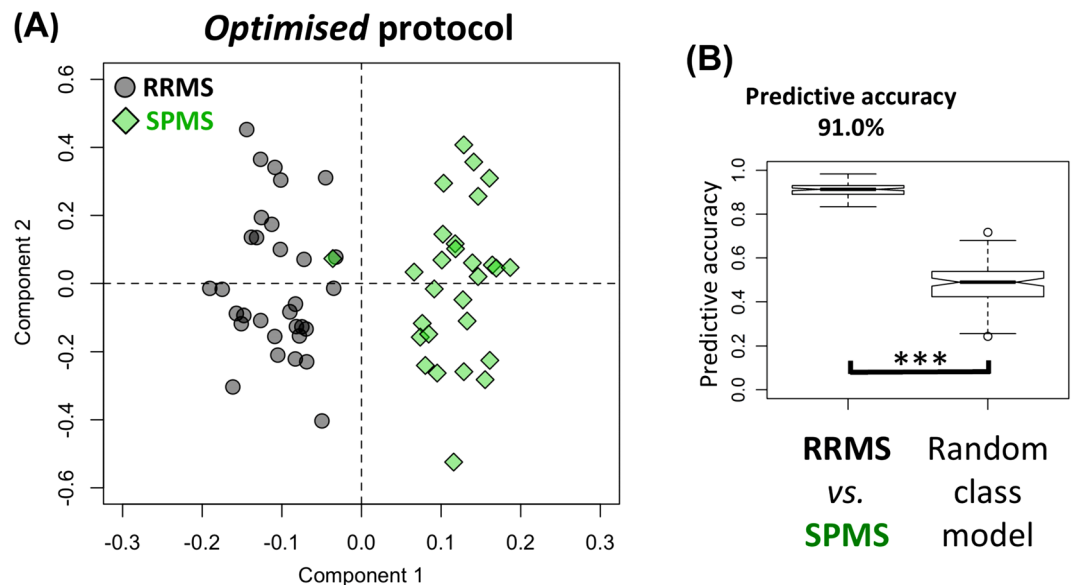 (A)
Optimised protocol
RRMS
SPMS
Component 2
0.6
0.4
0.2
0.0
-0.2
-0.4
-0.6
-0.3
-0.2
-0.1
0.0
0.1
0.2
0.3
Component 1
(B)
Predictive accuracy
91.0%
Predictive accuracy
1.0
0.8
0.6
0.4
0.2
0.0
***
RRMS
vs.
SPMS
Random
class
model